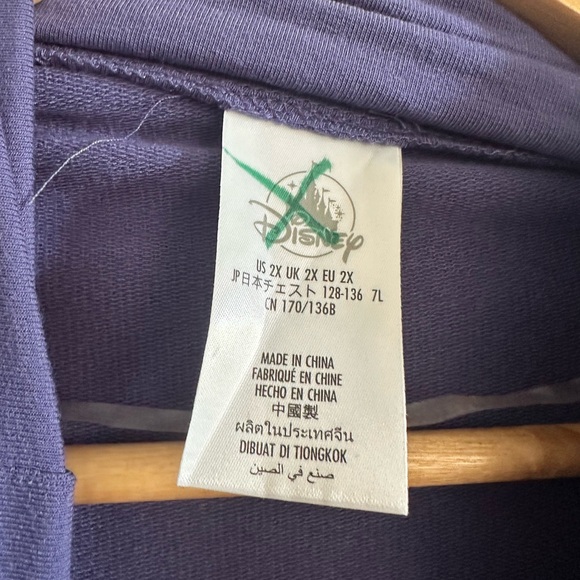 Disney
US 2X UK 2X EU 2X
JP日本チェスト 128-136 7L
CN 170/136B
MADE IN CHINA
FABRIQUÉ EN CHINE
HECHO EN CHINA
中國製
ผลิตในประเทศจีน
DIBUAT DI TIONGKOK
صنع في الصين